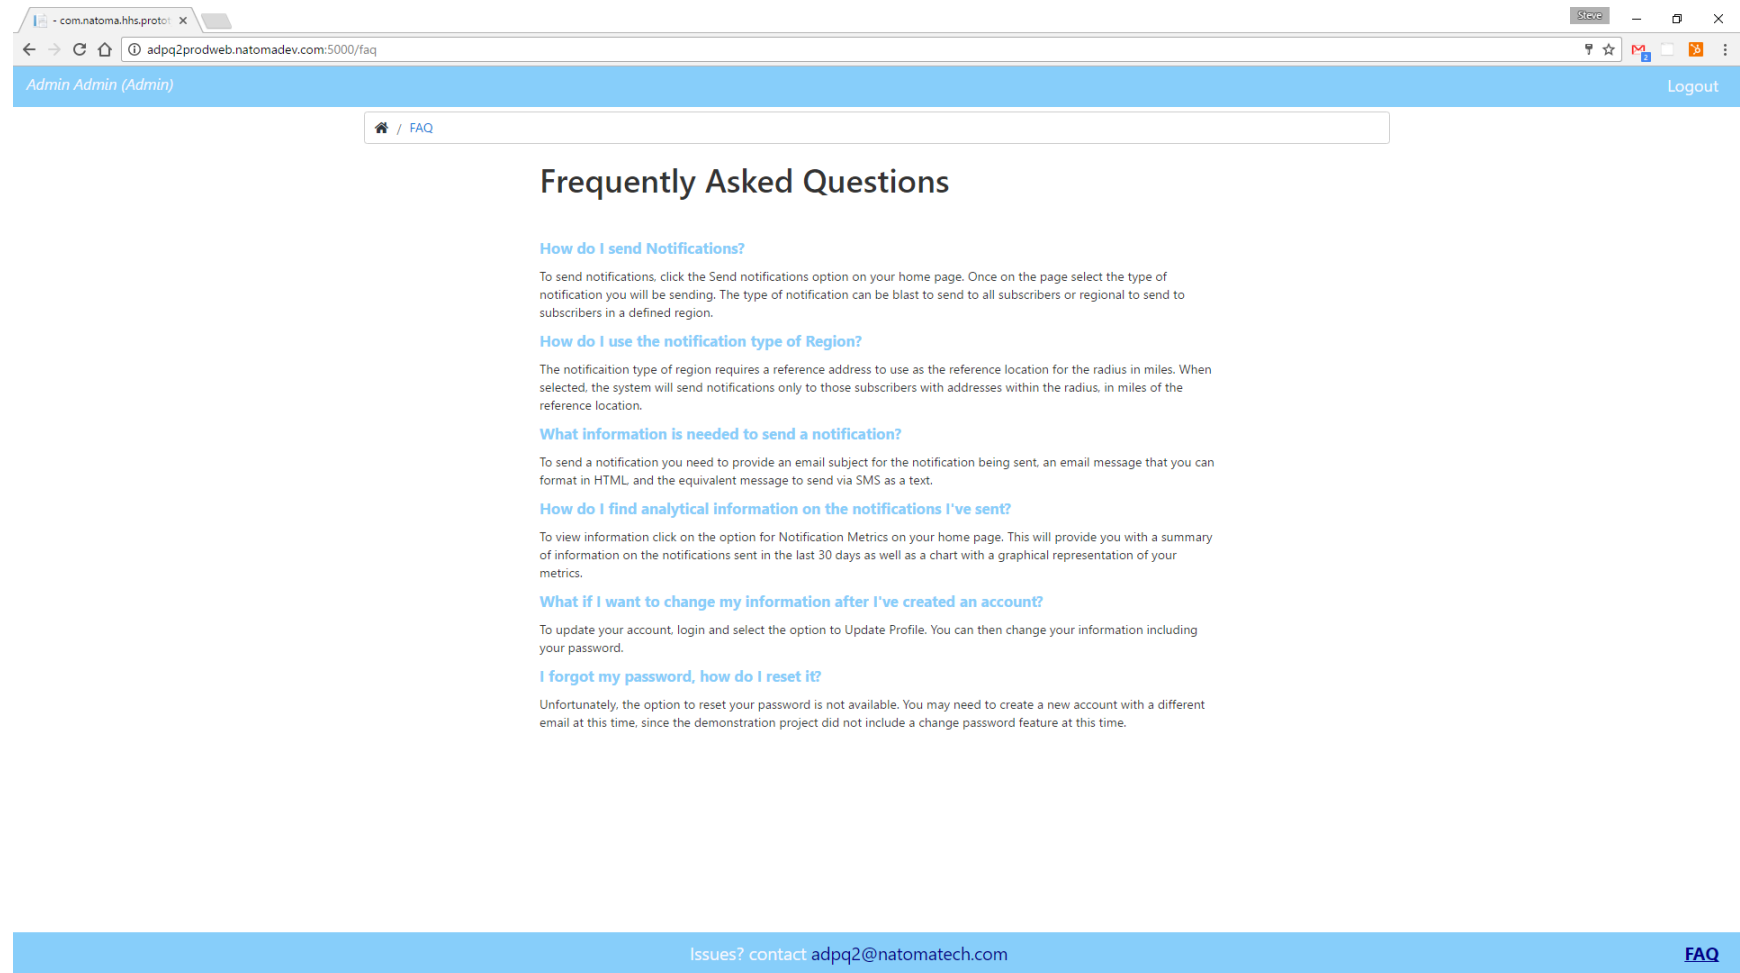 - com.natoma.hhs.protot
Steve
adpq2prodweb.natomadev.com:5000/faq
2
Admin Admin (Admin)
Logout
/ FAQ
Frequently Asked Questions
How do I send Notifications?
To send notifications, click the Send notifications option on your home page. Once on the page select the type of
notification you will be sending. The type of notification can be blast to send to all subscribers or regional to send to
subscribers in a defined region.
How do I use the notification type of Region?
The notificaition type of region requires a reference address to use as the reference location for the radius in miles. When
selected, the system will send notifications only to those subscribers with addresses within the radius, in miles of the
reference location.
What information is needed to send a notification?
To send a notification you need to provide an email subject for the notification being sent, an email message that you can
format in HTML, and the equivalent message to send via SMS as a text.
How do I find analytical information on the notifications I've sent?
To view information click on the option for Notification Metrics on your home page. This will provide you with a summary
of information on the notifications sent in the last 30 days as well as a chart with a graphical representation of your
metrics.
What if I want to change my information after I've created an account?
To update your account, login and select the option to Update Profile. You can then change your information including
your password.
I forgot my password, how do I reset it?
Unfortunately, the option to reset your password is not available. You may need to create a new account with a different
email at this time, since the demonstration project did not include a change password feature at this time.
Issues? contact adpq2@natomatech.com
FAQ